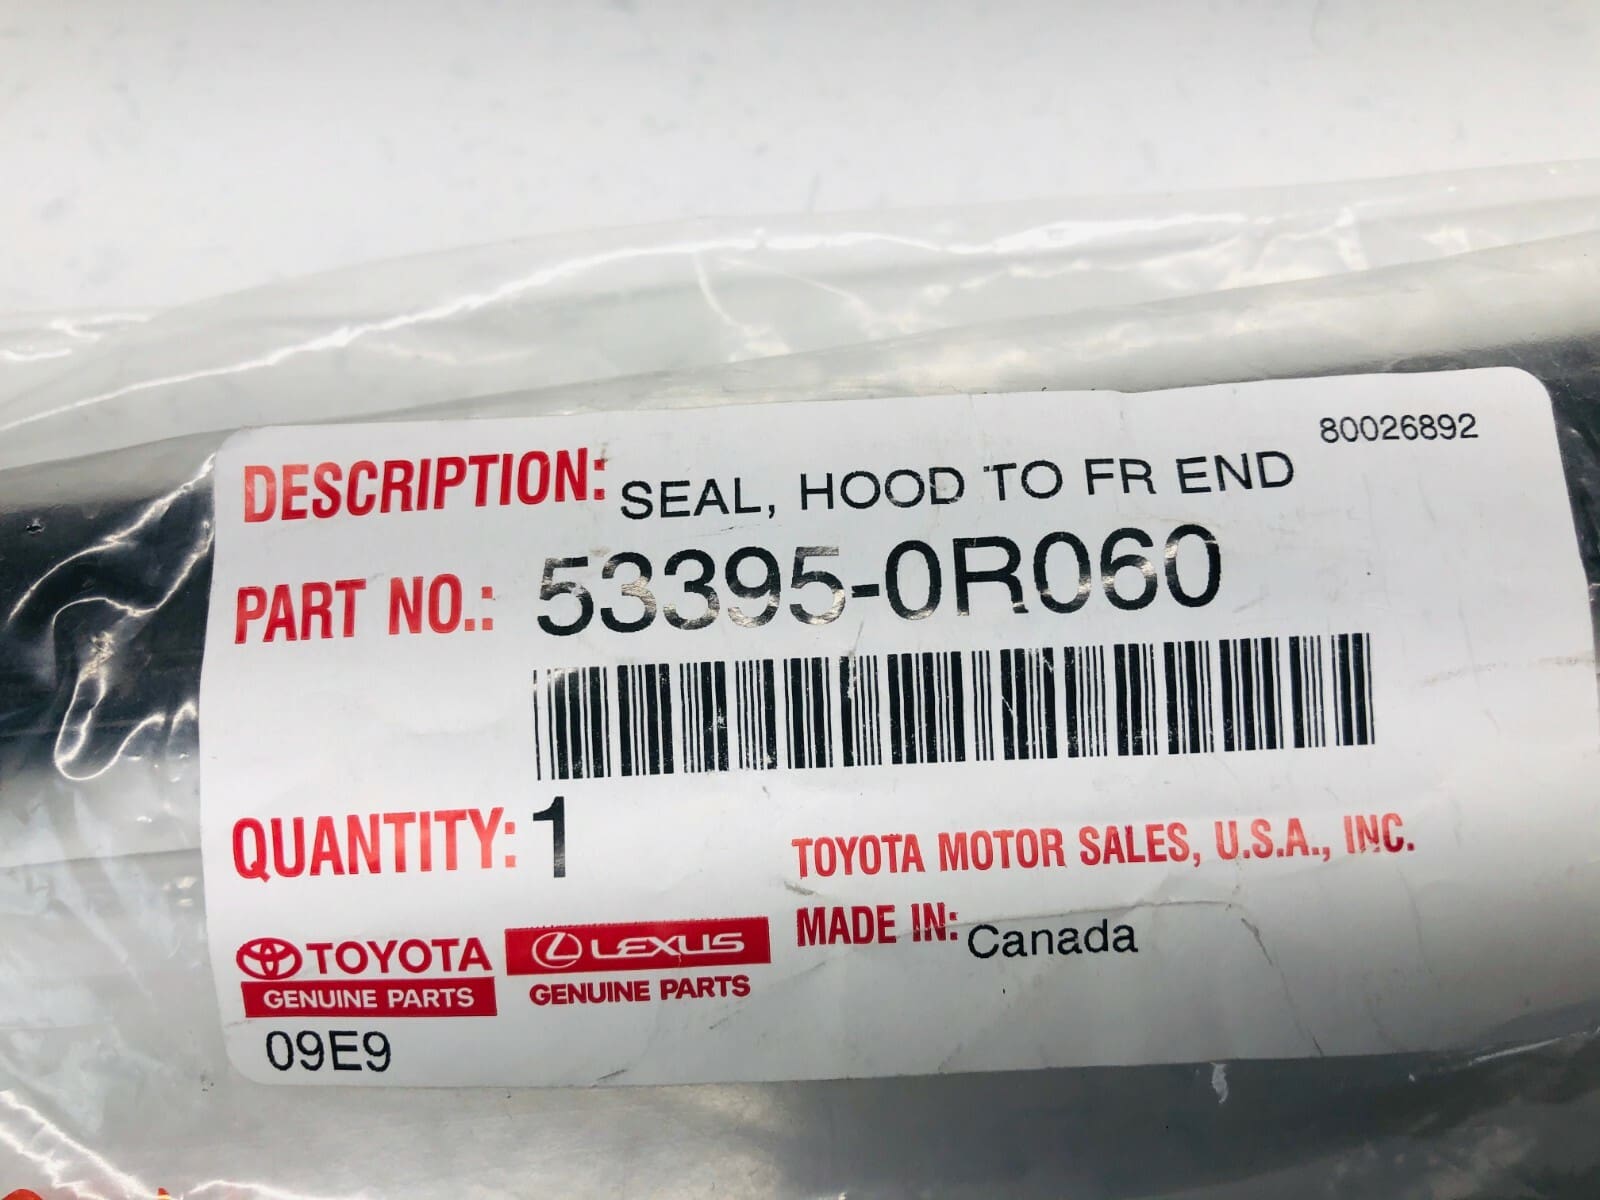 80026892
DESCRIPTION: SEAL, HOOD TO FR END
PART NO.: 53395-0R060
QUANTITY: 1
TOYOTA MOTOR SALES, U.S.A., INC.
MADE IN: Canada
TOYOTA
GENUINE PARTS
LEXUS
GENUINE PARTS
09E9